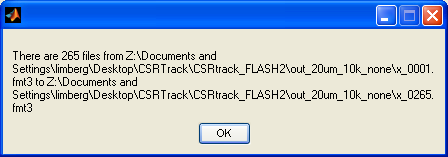 There are 265 files from Z:\Documents and
Settings\limberg\Desktop\CSRTrack\CSRtrack_FLASH2\out_20um_10k_none\x_0001.
fmt3 to Z:\Documents and
Settings\limberg\Desktop\CSRTrack\CSRtrack_FLASH2\out_20um_10k_none\x_0265.
fmt3
OK